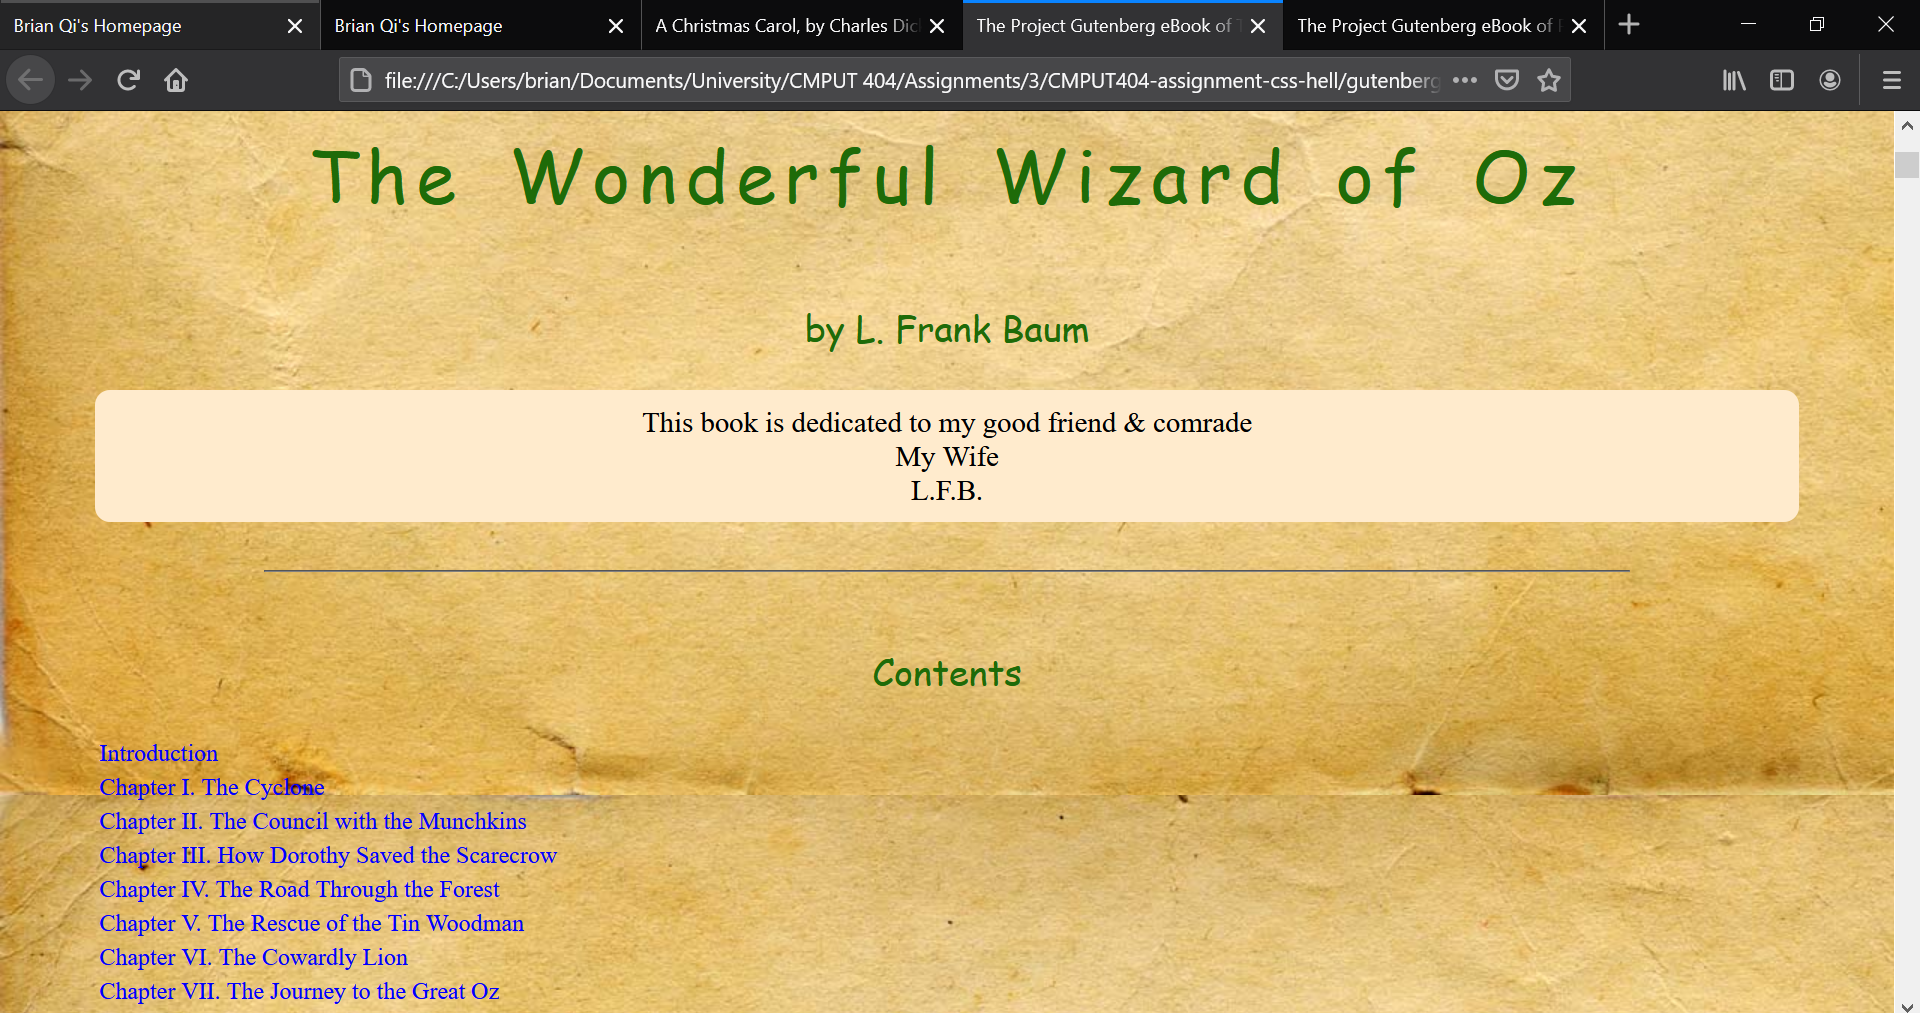 Brian Qi's Homepage
Brian Qi's Homepage
A Christmas Carol, by Charles Dic
The Project Gutenberg eBook of T
The Project Gutenberg eBook of
file:///C:/Users/brian/Documents/University/CMPUT 404/Assignments/3/CMPUT404-assignment-css-hell/gutenberg
The Wonderful Wizard of Oz
by L. Frank Baum
This book is dedicated to my good friend & comrade
My Wife
L.F.B.
Contents
Introduction
Chapter I. The Cyclone
Chapter II. The Council with the Munchkins
Chapter III. How Dorothy Saved the Scarecrow
Chapter IV. The Road Through the Forest
Chapter V. The Rescue of the Tin Woodman
Chapter VI. The Cowardly Lion
Chapter VII. The Journey to the Great Oz